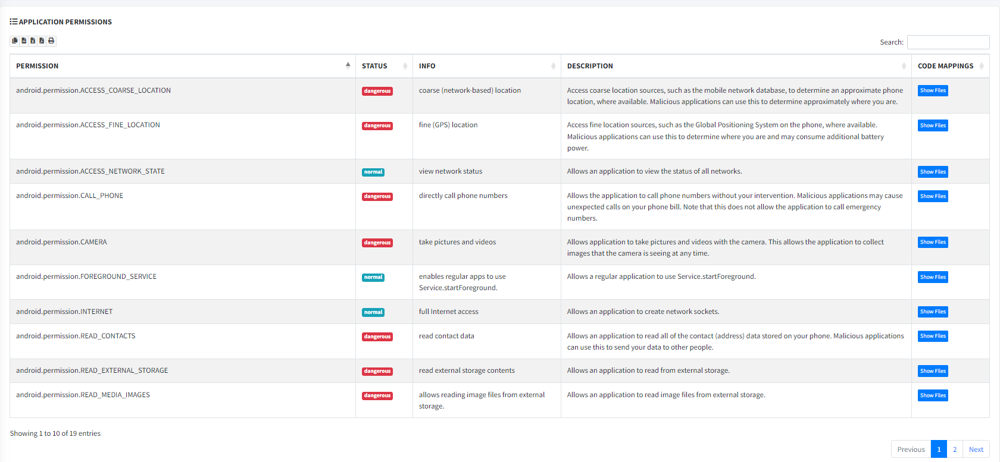 APPLICATION PERMISSIONS
Search:
PERMISSION STATUS INFO DESCRIPTION CODE MAPPINGS
android.permission.ACCESS_COARSE_LOCATION dangerous coarse (network-based) location Access coarse location sources, such as the mobile network database, to determine an approximate phone Show Files
location, where available. Malicious applications can use this to determine approximately where you are.
android.permission.ACCESS_FINE_LOCATION dangerous fine (GPS) location Access fine location sources, such as the Global Positioning System on the phone, where available. Show Files
Malicious applications can use this to determine where you are and may consume additional battery
power.
android.permission.ACCESS_NETWORK_STATE normal view network status Allows an application to view the status of all networks. Show Files
android.permission.CALL_PHONE dangerous directly call phone numbers Allows the application to call phone numbers without your intervention. Malicious applications may cause Show Files
unexpected calls on your phone bill. Note that this does not allow the application to call emergency
numbers.
android.permission.CAMERA dangerous take pictures and videos Allows application to take pictures and videos with the camera. This allows the application to collect Show Files
images that the camera is seeing at any time.
android.permission.FOREGROUND_SERVICE normal enables regular apps to use Allows a regular application to use Service.startForeground. Show Files
Service.startForeground.
android.permission.INTERNET normal full Internet access Allows an application to create network sockets. Show Files
android.permission.READ_CONTACTS dangerous read contact data Allows an application to read all of the contact (address) data stored on your phone. Malicious applications Show Files
can use this to send your data to other people.
android.permission.READ_EXTERNAL_STORAGE dangerous read external storage contents Allows an application to read from external storage. Show Files
android.permission.READ_MEDIA_IMAGES dangerous allows reading image files from external Allows an application to read image files from external storage. Show Files
storage.
Showing 1 to 10 of 19 entries
Previous 1 2 Next